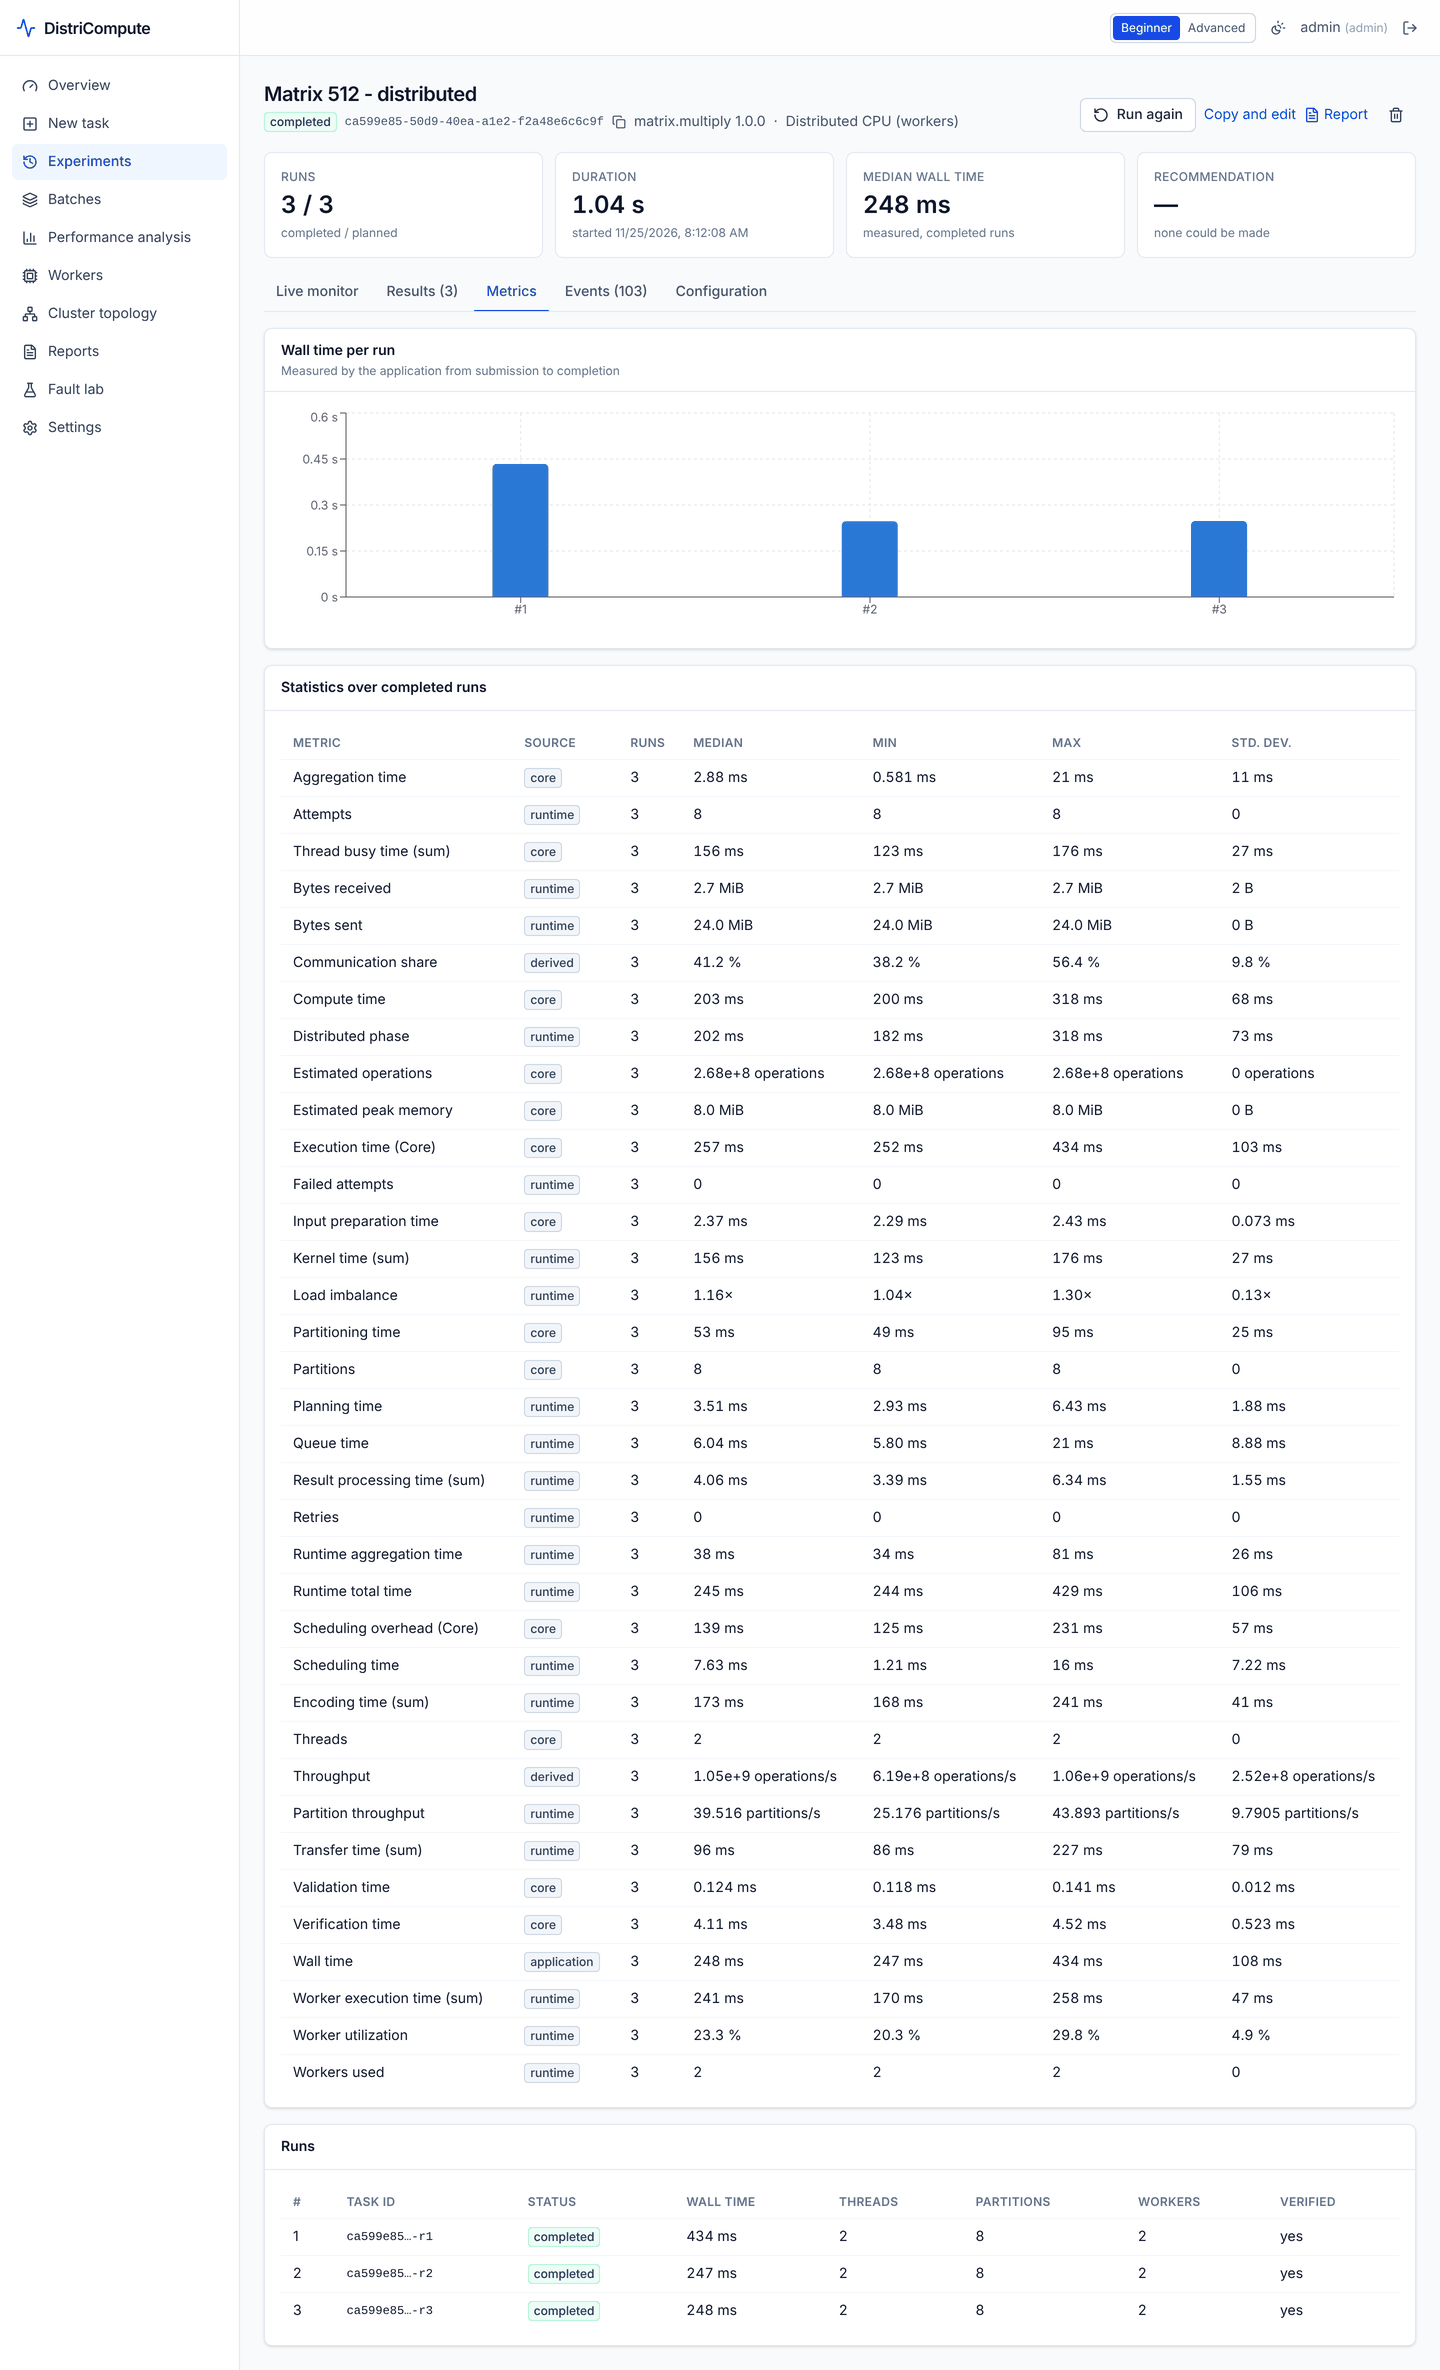 DistriCompute
Beginner Advanced admin (admin)
Overview
New task
Experiments
Batches
Performance analysis
Workers
Cluster topology
Reports
Fault lab
Settings
Matrix 512 - distributed
completed ca599e85-50d9-40ea-a1e2-f2a48e6c6c9f matrix.multiply 1.0.0 · Distributed CPU (workers)
Run again Copy and edit Report
RUNS
3 / 3
completed / planned
DURATION
1.04 s
started 11/25/2026, 8:12:08 AM
MEDIAN WALL TIME
248 ms
measured, completed runs
RECOMMENDATION
—
none could be made
Live monitor Results (3) Metrics Events (103) Configuration
Wall time per run
Measured by the application from submission to completion
0.6 s
0.45 s
0.3 s
0.15 s
0 s
#1 #2 #3
Statistics over completed runs
METRIC SOURCE RUNS MEDIAN MIN MAX STD. DEV.
Aggregation time core 3 2.88 ms 0.581 ms 21 ms 11 ms
Attempts runtime 3 8 8 8 0
Thread busy time (sum) core 3 156 ms 123 ms 176 ms 27 ms
Bytes received runtime 3 2.7 MiB 2.7 MiB 2.7 MiB 2 B
Bytes sent runtime 3 24.0 MiB 24.0 MiB 24.0 MiB 0 B
Communication share derived 3 41.2 % 38.2 % 56.4 % 9.8 %
Compute time core 3 203 ms 200 ms 318 ms 68 ms
Distributed phase runtime 3 202 ms 182 ms 318 ms 73 ms
Estimated operations core 3 2.68e+8 operations 2.68e+8 operations 2.68e+8 operations 0 operations
Estimated peak memory core 3 8.0 MiB 8.0 MiB 8.0 MiB 0 B
Execution time (Core) core 3 257 ms 252 ms 434 ms 103 ms
Failed attempts runtime 3 0 0 0 0
Input preparation time core 3 2.37 ms 2.29 ms 2.43 ms 0.073 ms
Kernel time (sum) runtime 3 156 ms 123 ms 176 ms 27 ms
Load imbalance runtime 3 1.16× 1.04× 1.30× 0.13×
Partitioning time core 3 53 ms 49 ms 95 ms 25 ms
Partitions core 3 8 8 8 0
Planning time runtime 3 3.51 ms 2.93 ms 6.43 ms 1.88 ms
Queue time runtime 3 6.04 ms 5.80 ms 21 ms 8.88 ms
Result processing time (sum) runtime 3 4.06 ms 3.39 ms 6.34 ms 1.55 ms
Retries runtime 3 0 0 0 0
Runtime aggregation time runtime 3 38 ms 34 ms 81 ms 26 ms
Runtime total time runtime 3 245 ms 244 ms 429 ms 106 ms
Scheduling overhead (Core) core 3 139 ms 125 ms 231 ms 57 ms
Scheduling time runtime 3 7.63 ms 1.21 ms 16 ms 7.22 ms
Encoding time (sum) runtime 3 173 ms 168 ms 241 ms 41 ms
Threads core 3 2 2 2 0
Throughput derived 3 1.05e+9 operations/s 6.19e+8 operations/s 1.06e+9 operations/s 2.52e+8 operations/s
Partition throughput runtime 3 39.516 partitions/s 25.176 partitions/s 43.893 partitions/s 9.7905 partitions/s
Transfer time (sum) runtime 3 96 ms 86 ms 227 ms 79 ms
Validation time core 3 0.124 ms 0.118 ms 0.141 ms 0.012 ms
Verification time core 3 4.11 ms 3.48 ms 4.52 ms 0.523 ms
Wall time application 3 248 ms 247 ms 434 ms 108 ms
Worker execution time (sum) runtime 3 241 ms 170 ms 258 ms 47 ms
Worker utilization runtime 3 23.3 % 20.3 % 29.8 % 4.9 %
Workers used runtime 3 2 2 2 0
Runs
# TASK ID STATUS WALL TIME THREADS PARTITIONS WORKERS VERIFIED
1 ca599e85…-r1 completed 434 ms 2 8 2 yes
2 ca599e85…-r2 completed 247 ms 2 8 2 yes
3 ca599e85…-r3 completed 248 ms 2 8 2 yes